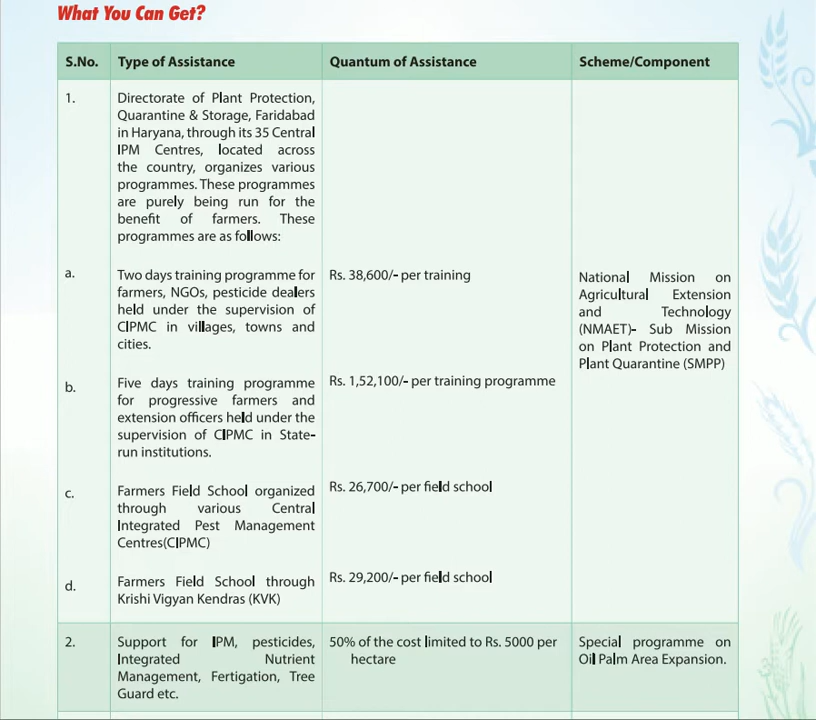 What You Can Get?
S.No. Type of Assistance Quantum of Assistance Scheme/Component
1. Directorate of Plant Protection,
Quarantine & Storage, Faridabad
in Haryana, through its 35 Central
IPM Centres, located across
the country, organizes various
programmes. These programmes
are purely being run for the
benefit of farmers. These
programmes are as follows:
a. Two days training programme for
farmers, NGOs, pesticide dealers
held under the supervision of
CIPMC in villages, towns and
cities.
Rs. 38,600/- per training
National Mission on
Agricultural Extension
and Technology
(NMAET)- Sub Mission
on Plant Protection and
Plant Quarantine (SMPP)
b. Five days training programme
for progressive farmers and
extension officers held under the
supervision of CIPMC in State-
run institutions.
Rs. 1,52,100/- per training programme
c. Farmers Field School organized
through various Central
Integrated Pest Management
Centres(CIPMC)
Rs. 26,700/- per field school
d. Farmers Field School through
Krishi Vigyan Kendras (KVK)
Rs. 29,200/- per field school
2. Support for IPM, pesticides,
Integrated Nutrient
Management, Fertigation, Tree
Guard etc.
50% of the cost limited to Rs. 5000 per
hectare
Special programme on
Oil Palm Area Expansion.